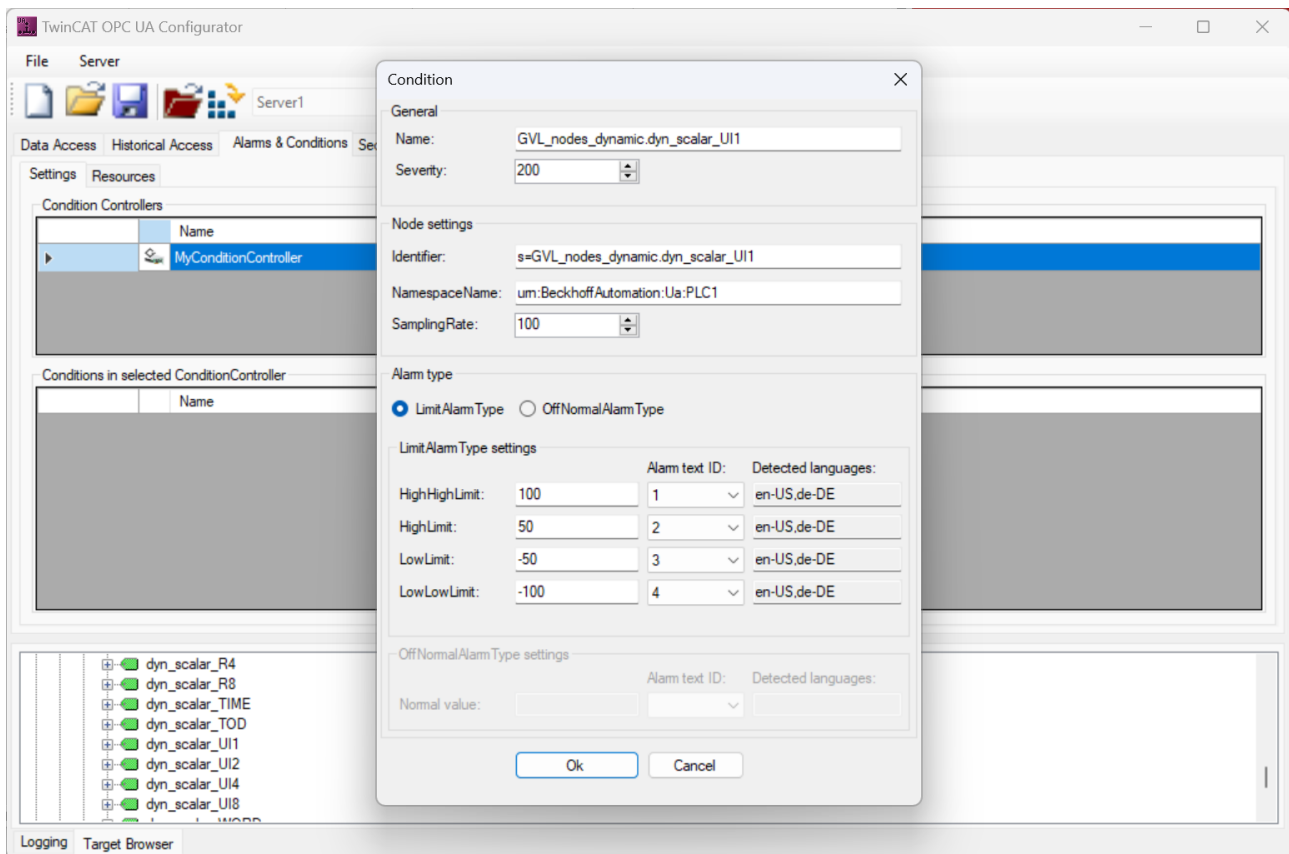 TwinCAT OPC UA Configurator
File Server
Server1
Data Access Historical Access Alarms & Conditions Sec
Settings Resources
Condition Controllers
Name
MyConditionController
Conditions in selected ConditionController
Name
Condition
General
Name: GVL_nodes_dynamic.dyn_scalar_UI1
Severity: 200
Node settings
Identifier: s=GVL_nodes_dynamic.dyn_scalar_UI1
NamespaceName: urn:BeckhoffAutomation:Ua:PLC1
SamplingRate: 100
Alarm type
LimitAlarmType OffNormalAlarmType
LimitAlarmType settings
Alarm text ID: Detected languages:
HighHighLimit: 100 1 en-US,de-DE
HighLimit: 50 2 en-US,de-DE
LowLimit: -50 3 en-US,de-DE
LowLowLimit: -100 4 en-US,de-DE
OffNormalAlarmType settings
Alarm text ID: Detected languages:
Normal value:
Ok Cancel
dyn_scalar_R4
dyn_scalar_R8
dyn_scalar_TIME
dyn_scalar_TOD
dyn_scalar_UI1
dyn_scalar_UI2
dyn_scalar_UI4
dyn_scalar_UI8
Logging Target Browser